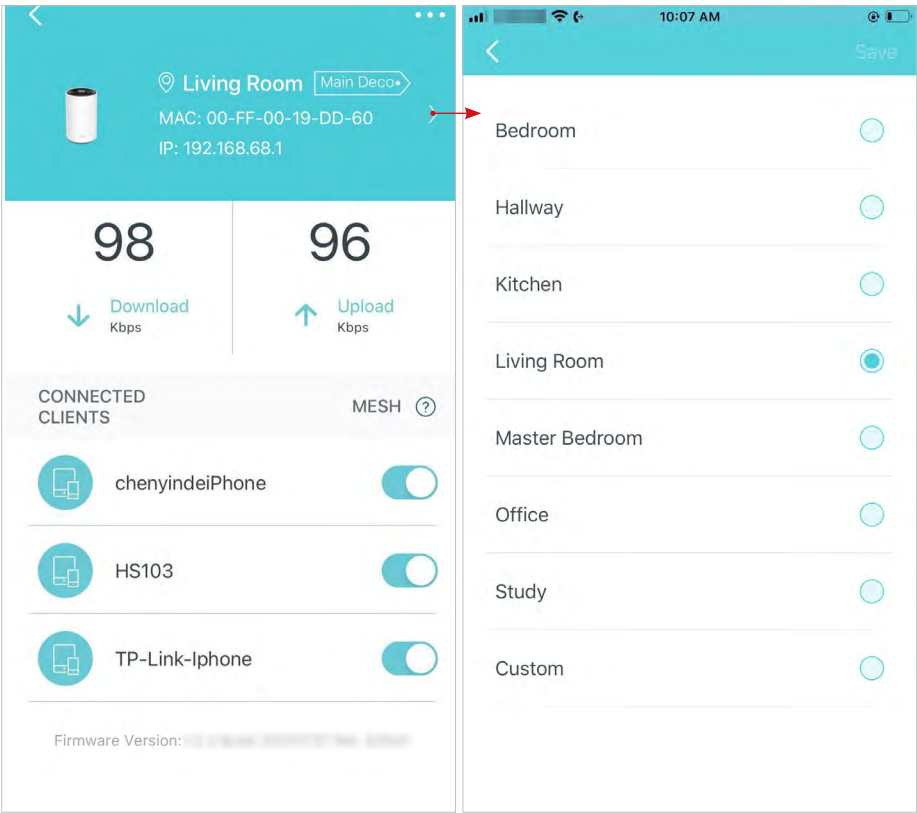 Living Room Main Deco
MAC: 00-FF-00-19-DD-60
IP: 192.168.68.1
98
Download
Kbps
96
Upload
Kbps
CONNECTED
CLIENTS
MESH ?
chenyindeiPhone
HS103
TP-Link-Iphone
Firmware Version:
10:07 AM
Save
Bedroom
Hallway
Kitchen
Living Room
Master Bedroom
Office
Study
Custom